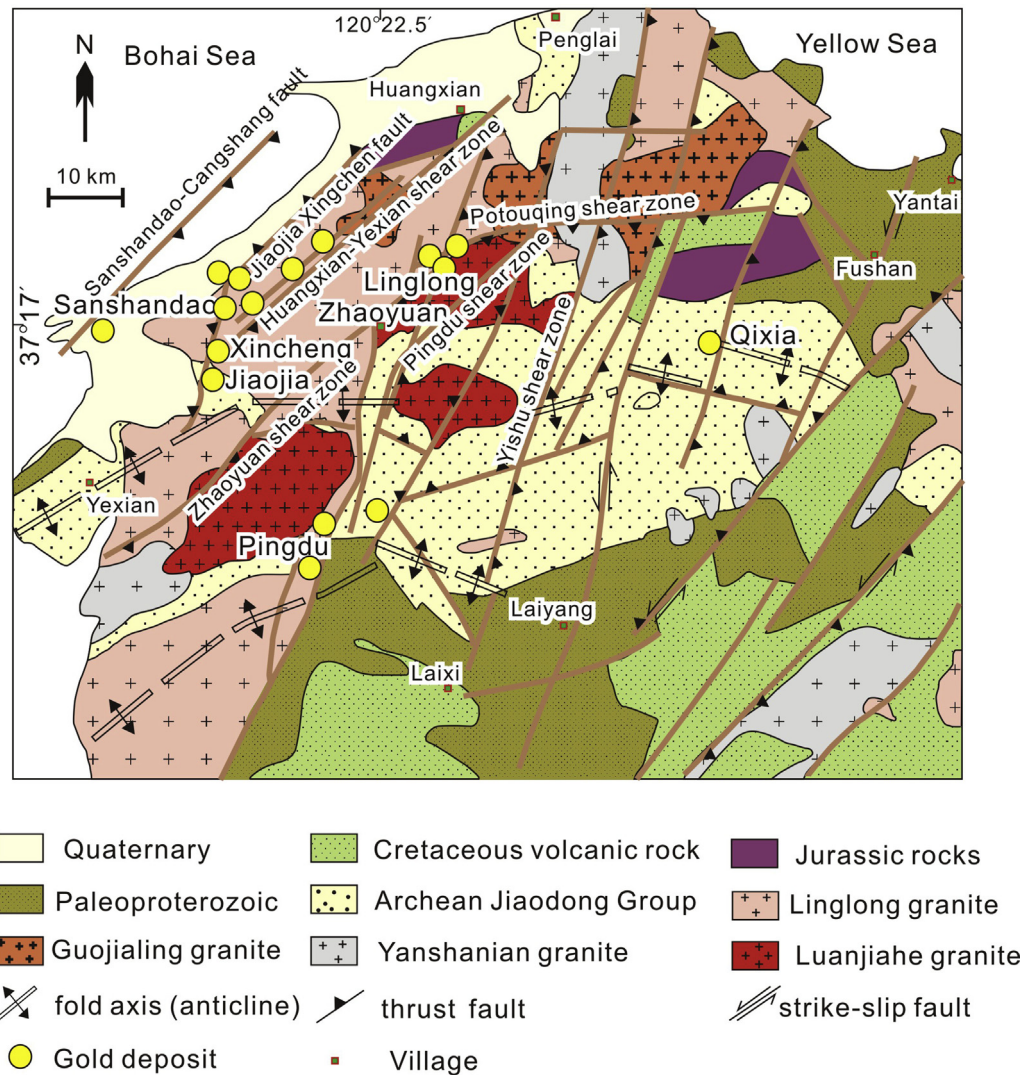 120°22.5′
Penglai
N
Bohai Sea
Yellow Sea
Huangxian
10 km
Sanshandao-Cangshang fault
Jiaojia Xingchen fault
Huangxian-Yexian shear zone
Potouqing shear zone
Yantai
Fushan
Linglong
Sanshandao
Zhaoyuan
Pingdu shear zone
37°17′
Qixia
Xincheng
Jiaojia
Yishu shear zone
Zhaoyuan shear zone
Yexian
Pingdu
Laiyang
Laixi
Quaternary
Cretaceous volcanic rock
Jurassic rocks
Paleoproterozoic
Archean Jiaodong Group
Linglong granite
Guojialing granite
Yanshanian granite
Luanjiahe granite
fold axis (anticline)
thrust fault
strike-slip fault
Gold deposit
Village